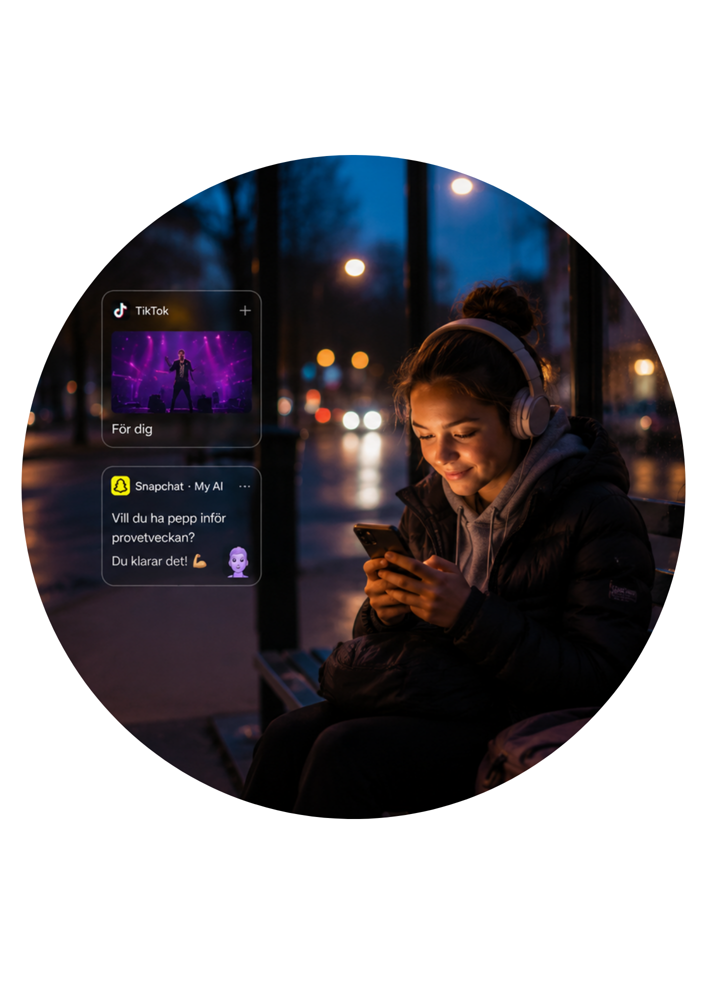 TikTok
För dig
Snapchat · My AI
Vill du ha pepp inför
provetveckan?
Du klarar det! 💪